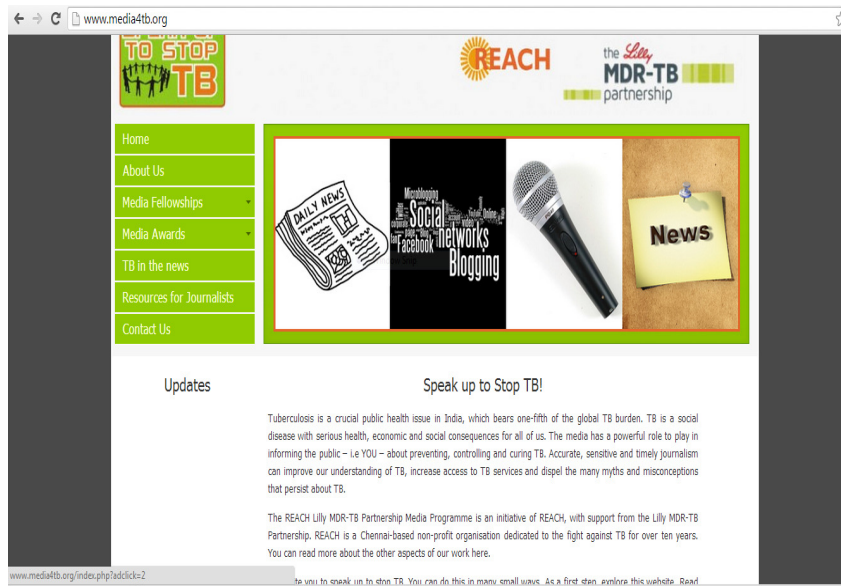 www.media4tb.org
SPEAK UP
TO STOP
TB
REACH
the Lilly
MDR-TB
partnership
Home
About Us
Media Fellowships
Media Awards
TB in the news
Resources for Journalists
Contact Us
DAILY NEWS
Microblogging
Social
networks
Facebook
Blogging
News
Updates
Speak up to Stop TB!
Tuberculosis is a crucial public health issue in India, which bears one-fifth of the global TB burden. TB is a social
disease with serious health, economic and social consequences for all of us. The media has a powerful role to play in
informing the public – i.e YOU – about preventing, controlling and curing TB. Accurate, sensitive and timely journalism
can improve our understanding of TB, increase access to TB services and dispel the many myths and misconceptions
that persist about TB.
The REACH Lilly MDR-TB Partnership Media Programme is an initiative of REACH, with support from the Lilly MDR-TB
Partnership. REACH is a Chennai-based non-profit organisation dedicated to the fight against TB for over ten years.
You can read more about the other aspects of our work here.
you to speak up to stop TB. You can do this in many small ways. As a first step, explore this website. Read
www.media4tb.org/index.php?adclick=2